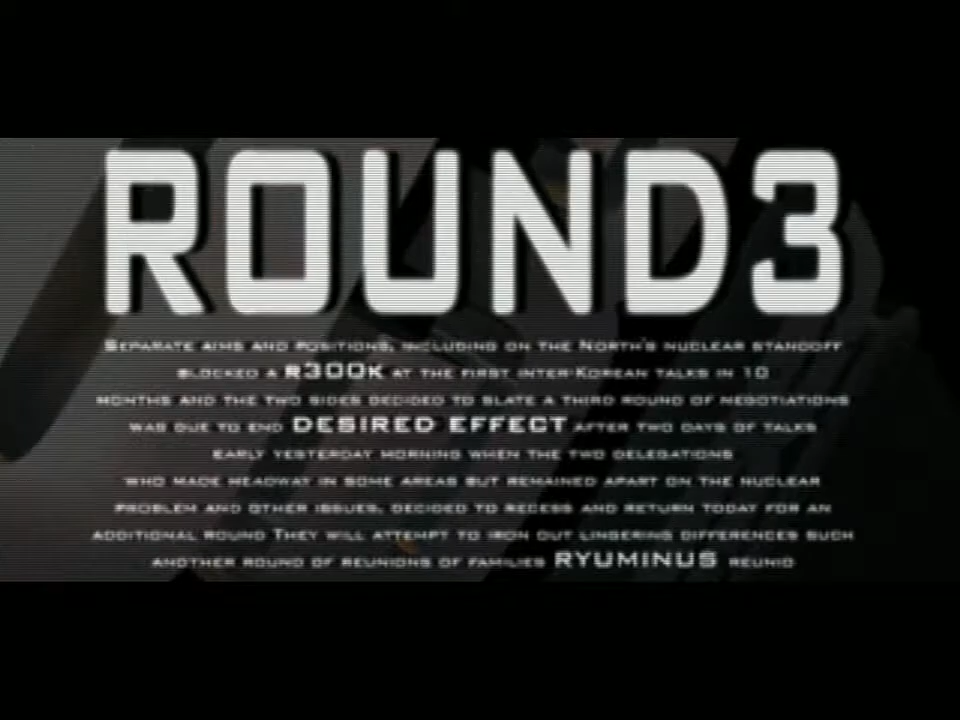 ROUND3
SEPARATE AIMS AND POSITIONS, INCLUDING ON THE NORTH'S NUCLEAR STANDOFF
BLOCKED A R300K AT THE FIRST INTER-KOREAN TALKS IN 10
MONTHS AND THE TWO SIDES DECIDED TO SLATE A THIRD ROUND OF NEGOTIATIONS
WAS DUE TO END DESIRED EFFECT AFTER TWO DAYS OF TALKS
EARLY YESTERDAY MORNING WHEN THE TWO DELEGATIONS
WHO MADE HEADWAY IN SOME AREAS BUT REMAINED APART ON THE NUCLEAR
PROBLEM AND OTHER ISSUES, DECIDED TO RECESS AND RETURN TODAY FOR AN
ADDITIONAL ROUND THEY WILL ATTEMPT TO IRON OUT LINGERING DIFFERENCES SUCH
ANOTHER ROUND OF REUNIONS OF FAMILIES RYUMINUS REUNIO